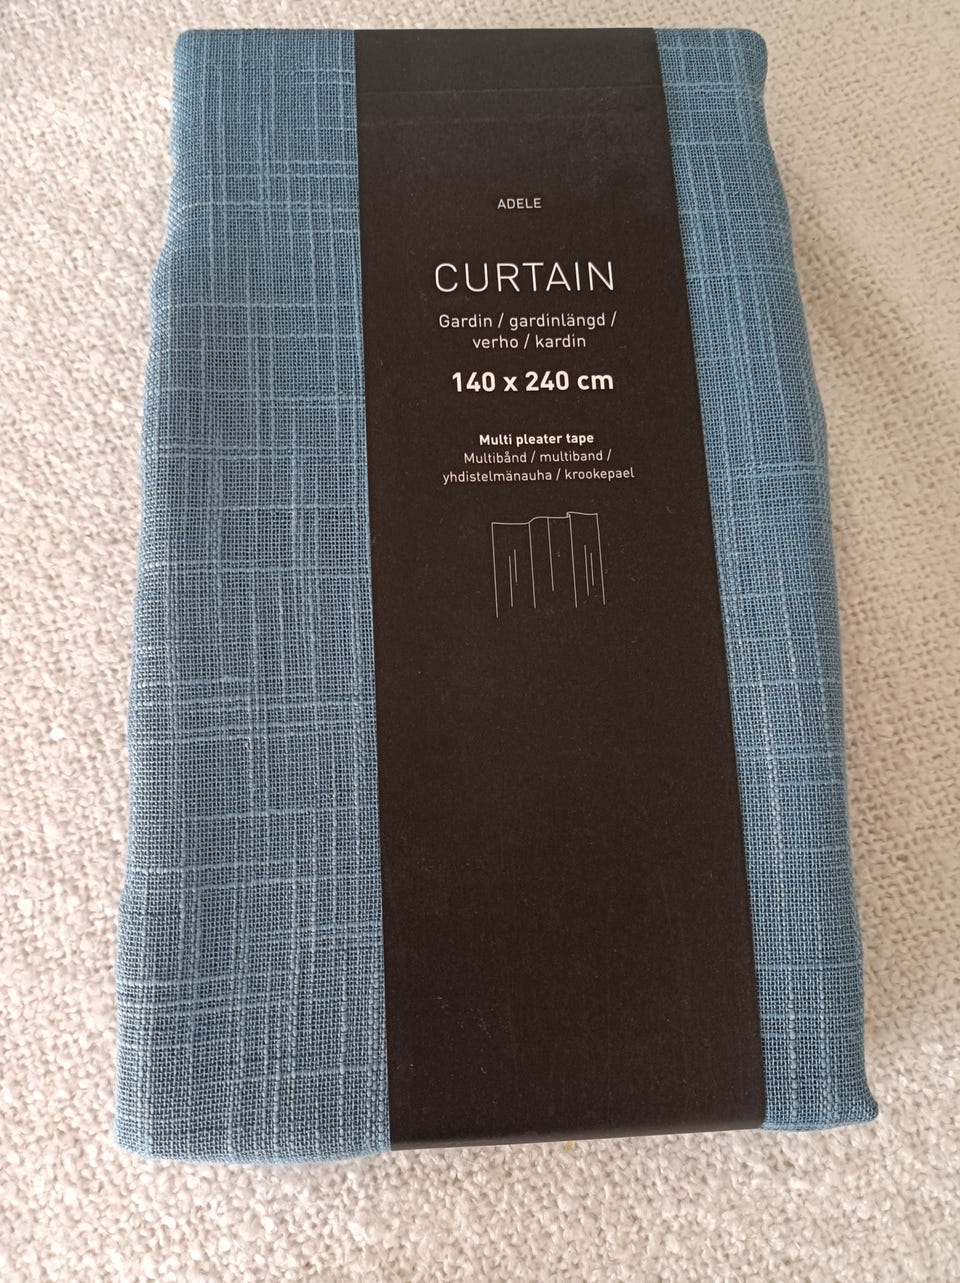 ADELE
CURTAIN
Gardin / gardinlängd /
verho / kardin
140 x 240 cm
Multi pleater tape
Multibånd / multiband /
yhdistelmänauha / krookepael